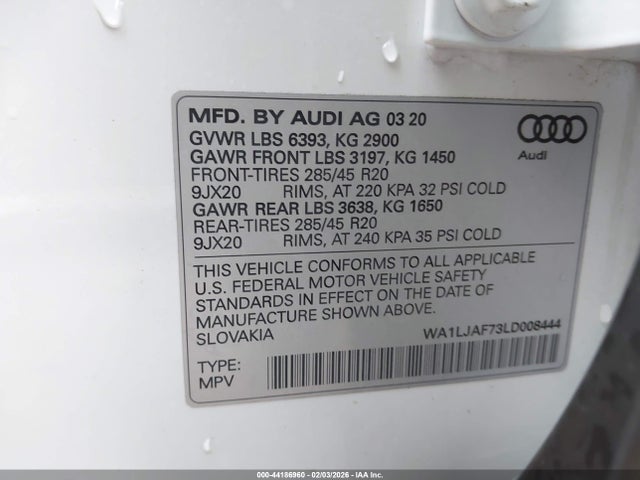 MFD. BY AUDI AG 03 20
GVWR LBS 6393, KG 2900
GAWR FRONT LBS 3197, KG 1450
FRONT-TIRES 285/45 R20
9JX20 RIMS, AT 220 KPA 32 PSI COLD
GAWR REAR LBS 3638, KG 1650
REAR-TIRES 285/45 R20
9JX20 RIMS, AT 240 KPA 35 PSI COLD
Audi
THIS VEHICLE CONFORMS TO ALL APPLICABLE
U.S. FEDERAL MOTOR VEHICLE SAFETY
STANDARDS IN EFFECT ON THE DATE OF
MANUFACTURE SHOWN ABOVE.
SLOVAKIA WA1LJAF73LD008444
TYPE:
MPV
000-44186960 - 02/03/2026 - IAA Inc.